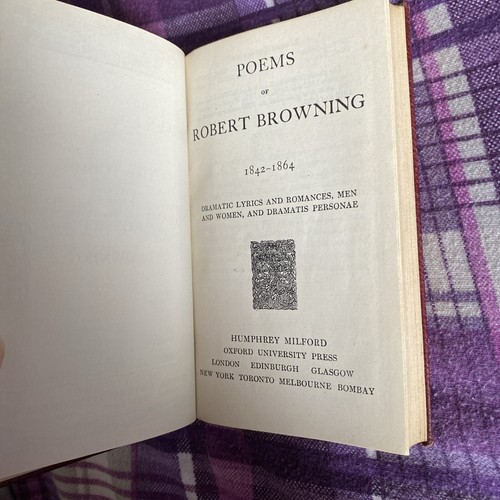 POEMS
OF
ROBERT BROWNING
1842–1864
DRAMATIC LYRICS AND ROMANCES, MEN
AND WOMEN, AND DRAMATIS PERSONAE
HUMPHREY MILFORD
OXFORD UNIVERSITY PRESS
LONDON EDINBURGH GLASGOW
NEW YORK TORONTO MELBOURNE BOMBAY